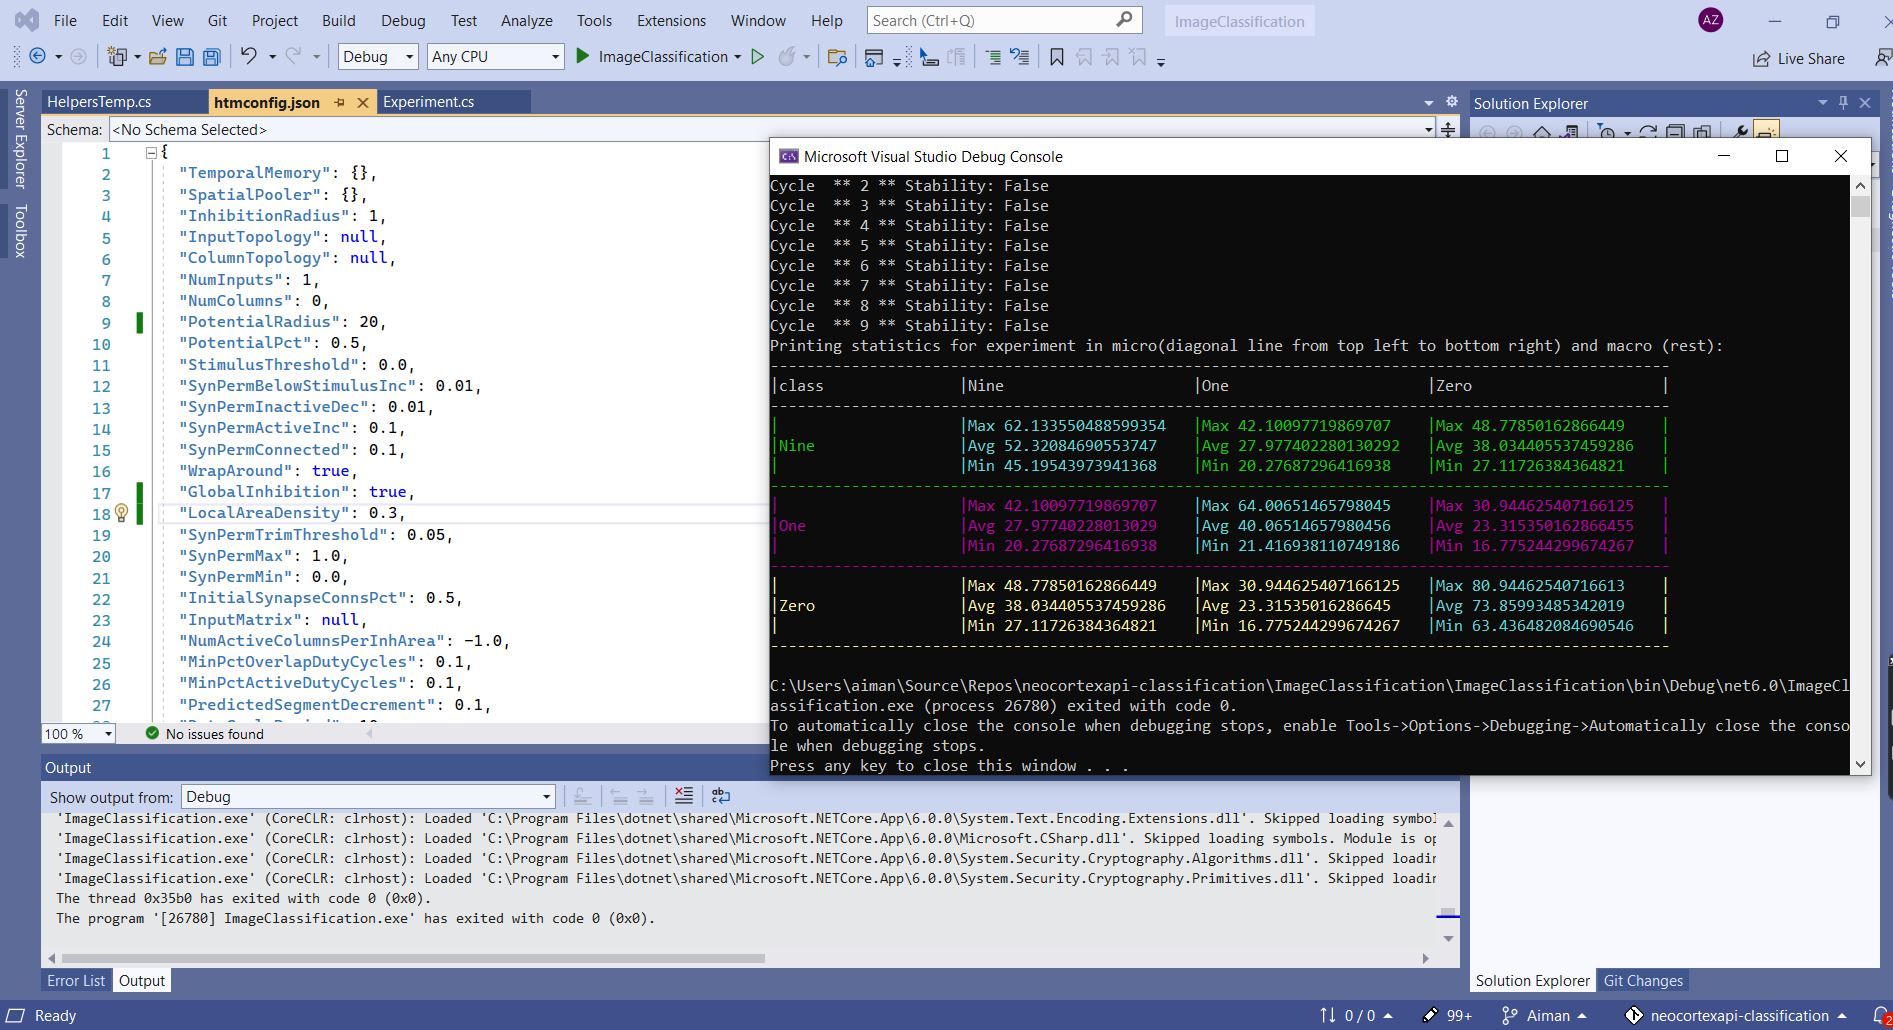 File Edit View Git Project Build Debug Test Analyze Tools Extensions Window Help Search (Ctrl+Q) ImageClassification AZ
Debug Any CPU ImageClassification Live Share
Server Explorer
Toolbox
HelpersTemp.cs htmconfig.json Experiment.cs
Schema: <No Schema Selected>
1 {
2 "TemporalMemory": {},
3 "SpatialPooler": {},
4 "InhibitionRadius": 1,
5 "InputTopology": null,
6 "ColumnTopology": null,
7 "NumInputs": 1,
8 "NumColumns": 0,
9 "PotentialRadius": 20,
10 "PotentialPct": 0.5,
11 "StimulusThreshold": 0.0,
12 "SynPermBelowStimulusInc": 0.01,
13 "SynPermInactiveDec": 0.01,
14 "SynPermActiveInc": 0.1,
15 "SynPermConnected": 0.1,
16 "WrapAround": true,
17 "GlobalInhibition": true,
18 "LocalAreaDensity": 0.3,
19 "SynPermTrimThreshold": 0.05,
20 "SynPermMax": 1.0,
21 "SynPermMin": 0.0,
22 "InitialSynapseConnsPct": 0.5,
23 "InputMatrix": null,
24 "NumActiveColumnsPerInhArea": -1.0,
25 "MinPctOverlapDutyCycles": 0.1,
26 "MinPctActiveDutyCycles": 0.1,
27 "PredictedSegmentDecrement": 0.1,
100 % No issues found
Solution Explorer
Microsoft Visual Studio Debug Console
Cycle ** 2 ** Stability: False
Cycle ** 3 ** Stability: False
Cycle ** 4 ** Stability: False
Cycle ** 5 ** Stability: False
Cycle ** 6 ** Stability: False
Cycle ** 7 ** Stability: False
Cycle ** 8 ** Stability: False
Cycle ** 9 ** Stability: False
Printing statistics for experiment in micro(diagonal line from top left to bottom right) and macro (rest):
|class |Nine |One |Zero |
| |Max 62.133550488599354 |Max 42.10097719869707 |Max 48.77850162866449 |
|Nine |Avg 52.32084690553747 |Avg 27.977402280130292 |Avg 38.034405537459286 |
| |Min 45.19543973941368 |Min 20.27687296416938 |Min 27.11726384364821 |
| |Max 42.10097719869707 |Max 64.00651465798045 |Max 30.944625407166125 |
|One |Avg 27.97740228013029 |Avg 40.06514657980456 |Avg 23.315350162866455 |
| |Min 20.27687296416938 |Min 21.416938110749186 |Min 16.775244299674267 |
| |Max 48.77850162866449 |Max 30.944625407166125 |Max 80.94462540716613 |
|Zero |Avg 38.034405537459286 |Avg 23.31535016286645 |Avg 73.85993485342019 |
| |Min 27.11726384364821 |Min 16.775244299674267 |Min 63.436482084690546 |
C:\Users\aiman\Source\Repos\neocortexapi-classification\ImageClassification\ImageClassification\bin\Debug\net6.0\ImageCl
assification.exe (process 26780) exited with code 0.
To automatically close the console when debugging stops, enable Tools->Options->Debugging->Automatically close the conso
le when debugging stops.
Press any key to close this window . . .
Output
Show output from: Debug
'ImageClassification.exe' (CoreCLR: clrhost): Loaded 'C:\Program Files\dotnet\shared\Microsoft.NETCore.App\6.0.0\System.Text.Encoding.Extensions.dll'. Skipped loading symbol
'ImageClassification.exe' (CoreCLR: clrhost): Loaded 'C:\Program Files\dotnet\shared\Microsoft.NETCore.App\6.0.0\Microsoft.CSharp.dll'. Skipped loading symbols. Module is op
'ImageClassification.exe' (CoreCLR: clrhost): Loaded 'C:\Program Files\dotnet\shared\Microsoft.NETCore.App\6.0.0\System.Security.Cryptography.Algorithms.dll'. Skipped loadin
'ImageClassification.exe' (CoreCLR: clrhost): Loaded 'C:\Program Files\dotnet\shared\Microsoft.NETCore.App\6.0.0\System.Security.Cryptography.Primitives.dll'. Skipped loadin
The thread 0x35b0 has exited with code 0 (0x0).
The program '[26780] ImageClassification.exe' has exited with code 0 (0x0).
Error List Output
Solution Explorer Git Changes
Ready 0 / 0 99+ Aiman neocortexapi-classification 2